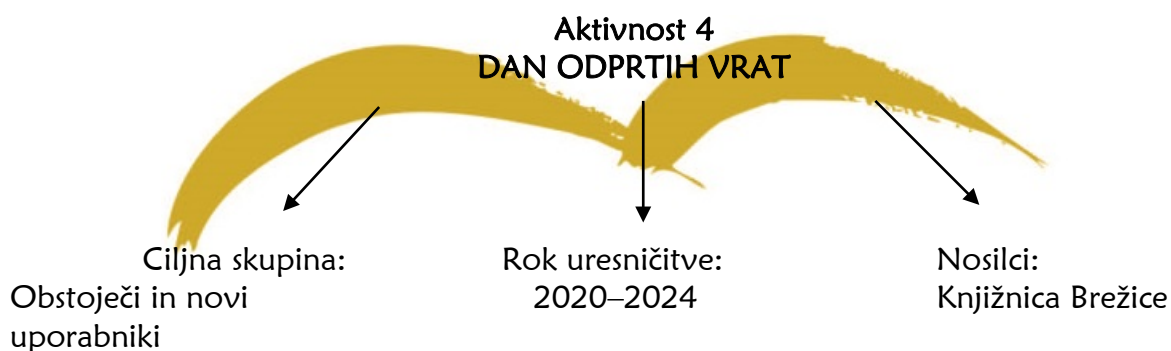 Aktivnost 4
DAN ODPRTIH VRAT
Ciljna skupina:
Obstoječi in novi
uporabniki
Rok uresničitve:
2020–2024
Nosilci:
Knjižnica Brežice